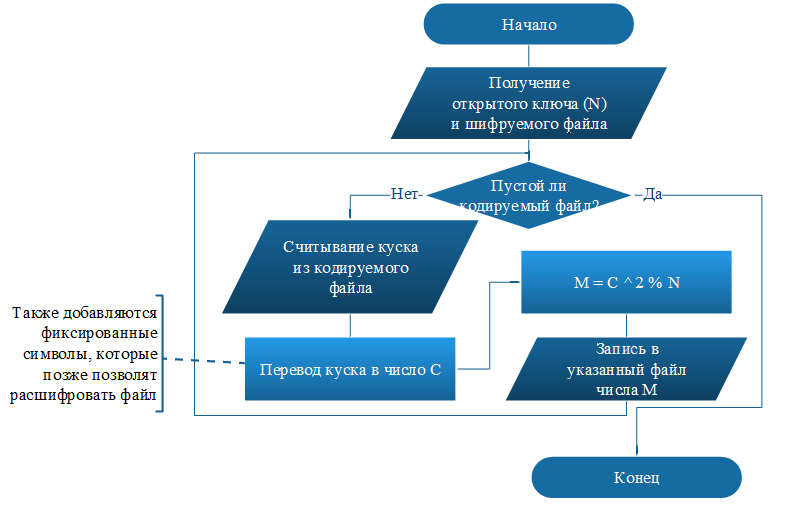 Начало
Получение
открытого ключа (N)
и шифруемого файла
Пустой ли
кодируемый файл?
Нет
Да
Считывание куска
из кодируемого
файла
M = C ^ 2 % N
Также добавляются
фиксированные
символы, которые
позже позволят
расшифровать файл
Перевод куска в число C
Запись в
указанный файл
числа M
Конец